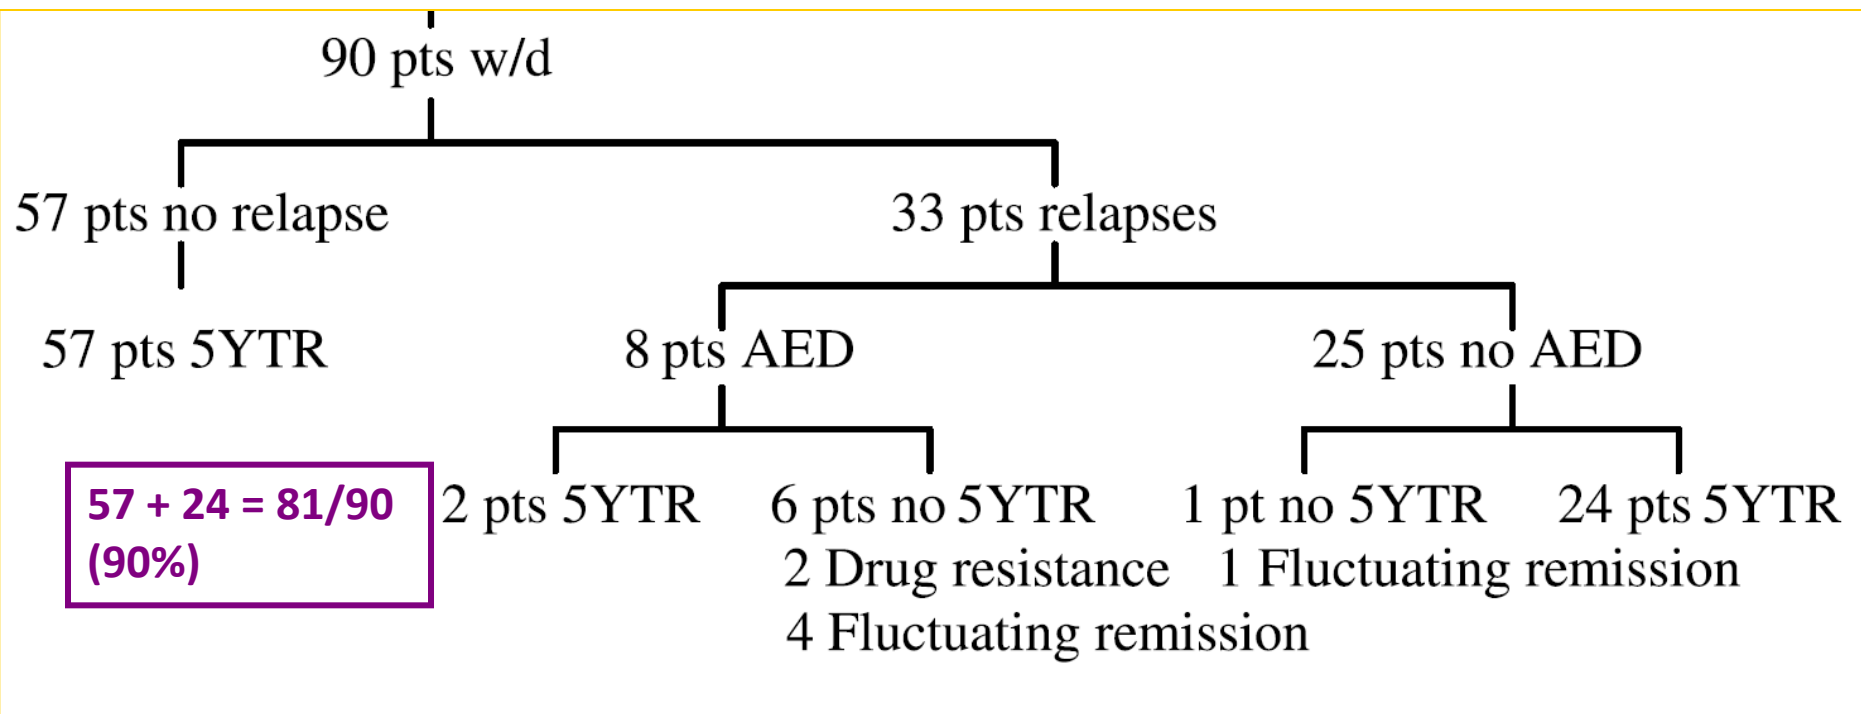 90 pts w/d
57 pts no relapse
33 pts relapses
57 pts 5YTR
8 pts AED
25 pts no AED
57 + 24 = 81/90
(90%)
2 pts 5YTR
6 pts no 5YTR
1 pt no 5YTR
24 pts 5YTR
2 Drug resistance
1 Fluctuating remission
4 Fluctuating remission